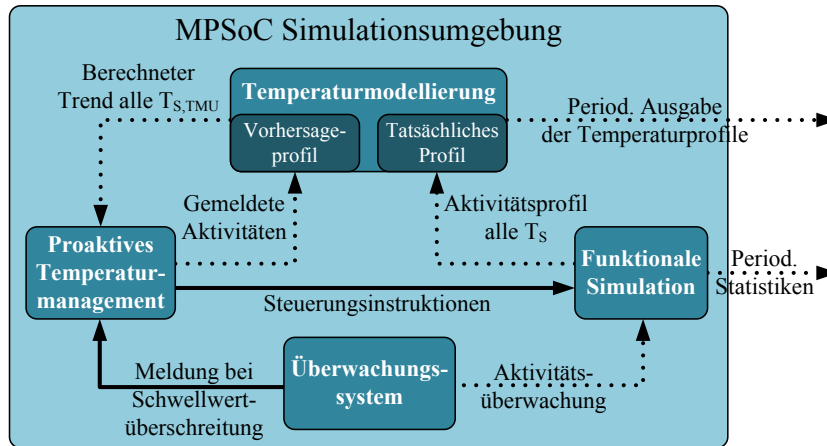 MPSoC Simulationsumgebung
Berechneter
Trend alle T_S,TMU
Temperaturmodellierung
Vorhersage-
profil
Tatsächliches
Profil
Period. Ausgabe
der Temperaturprofile
Gemeldete
Aktivitäten
Aktivitätsprofil
alle T_S
Proaktives
Temperatur-
management
Funktionale
Simulation
Period.
Statistiken
Steuerungsinstruktionen
Meldung bei
Schwellwert-
überschreitung
Überwachungs-
system
Aktivitäts-
überwachung